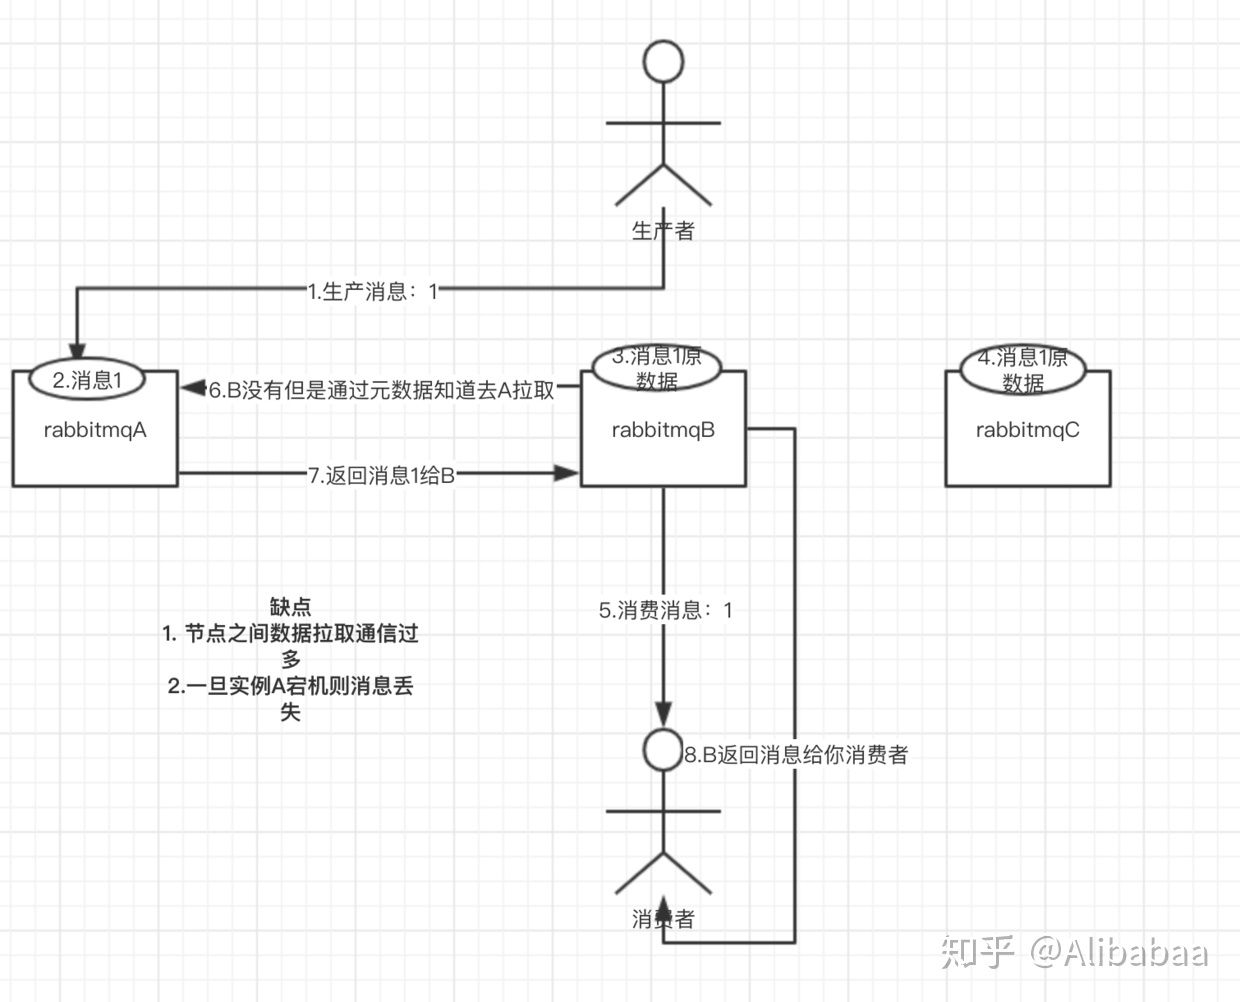 生产者
1.生产消息：1
2.消息1
rabbitmqA
6.B没有但是通过元数据知道去A拉取
7.返回消息1给B
3.消息1原
数据
rabbitmqB
4.消息1原
数据
rabbitmqC
缺点
1. 节点之间数据拉取通信过
多
2.一旦实例A宕机则消息丢
失
5.消费消息：1
8.B返回消息给你消费者
消费者
知乎 @Alibabaa